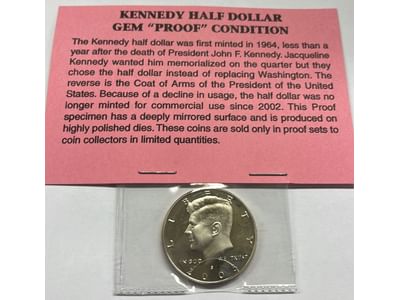 KENNEDY HALF DOLLAR
GEM "PROOF" CONDITION
The Kennedy half dollar was first minted in 1964, less than a
year after the death of President John F. Kennedy. Jacqueline
Kennedy wanted him memorialized on the quarter but they
chose the half dollar instead of replacing Washington. The
reverse is the Coat of Arms of the President of the
United States. Because of a decline in usage, the half dollar was no
longer minted for commercial use since 2002. This Proof
specimen has a deeply mirrored surface and is produced on
highly polished dies. These coins are sold only in proof sets to
coin collectors in limited quantities.
LIBERTY
IN GOD WE TRUST
S